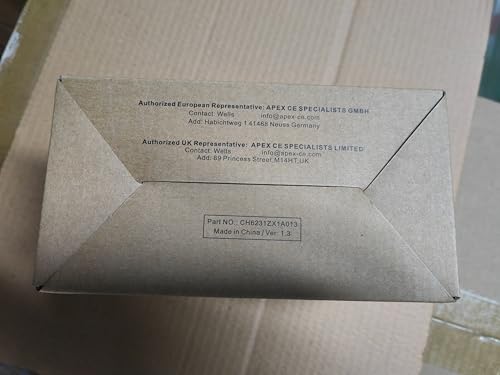 Authorized European Representative: APEX CE SPECIALISTS GMBH
Contact: Wells info@apex-ce.com
Add: Habichtweg 1 41468 Neuss Germany
Authorized UK Representative: APEX CE SPECIALISTS LIMITED
Contact: Wells info@apex-ce.com
Add: 89 Princess Street,M14HT,UK
Part NO.: CH6231ZX1A013
Made in China / Ver: 1.3